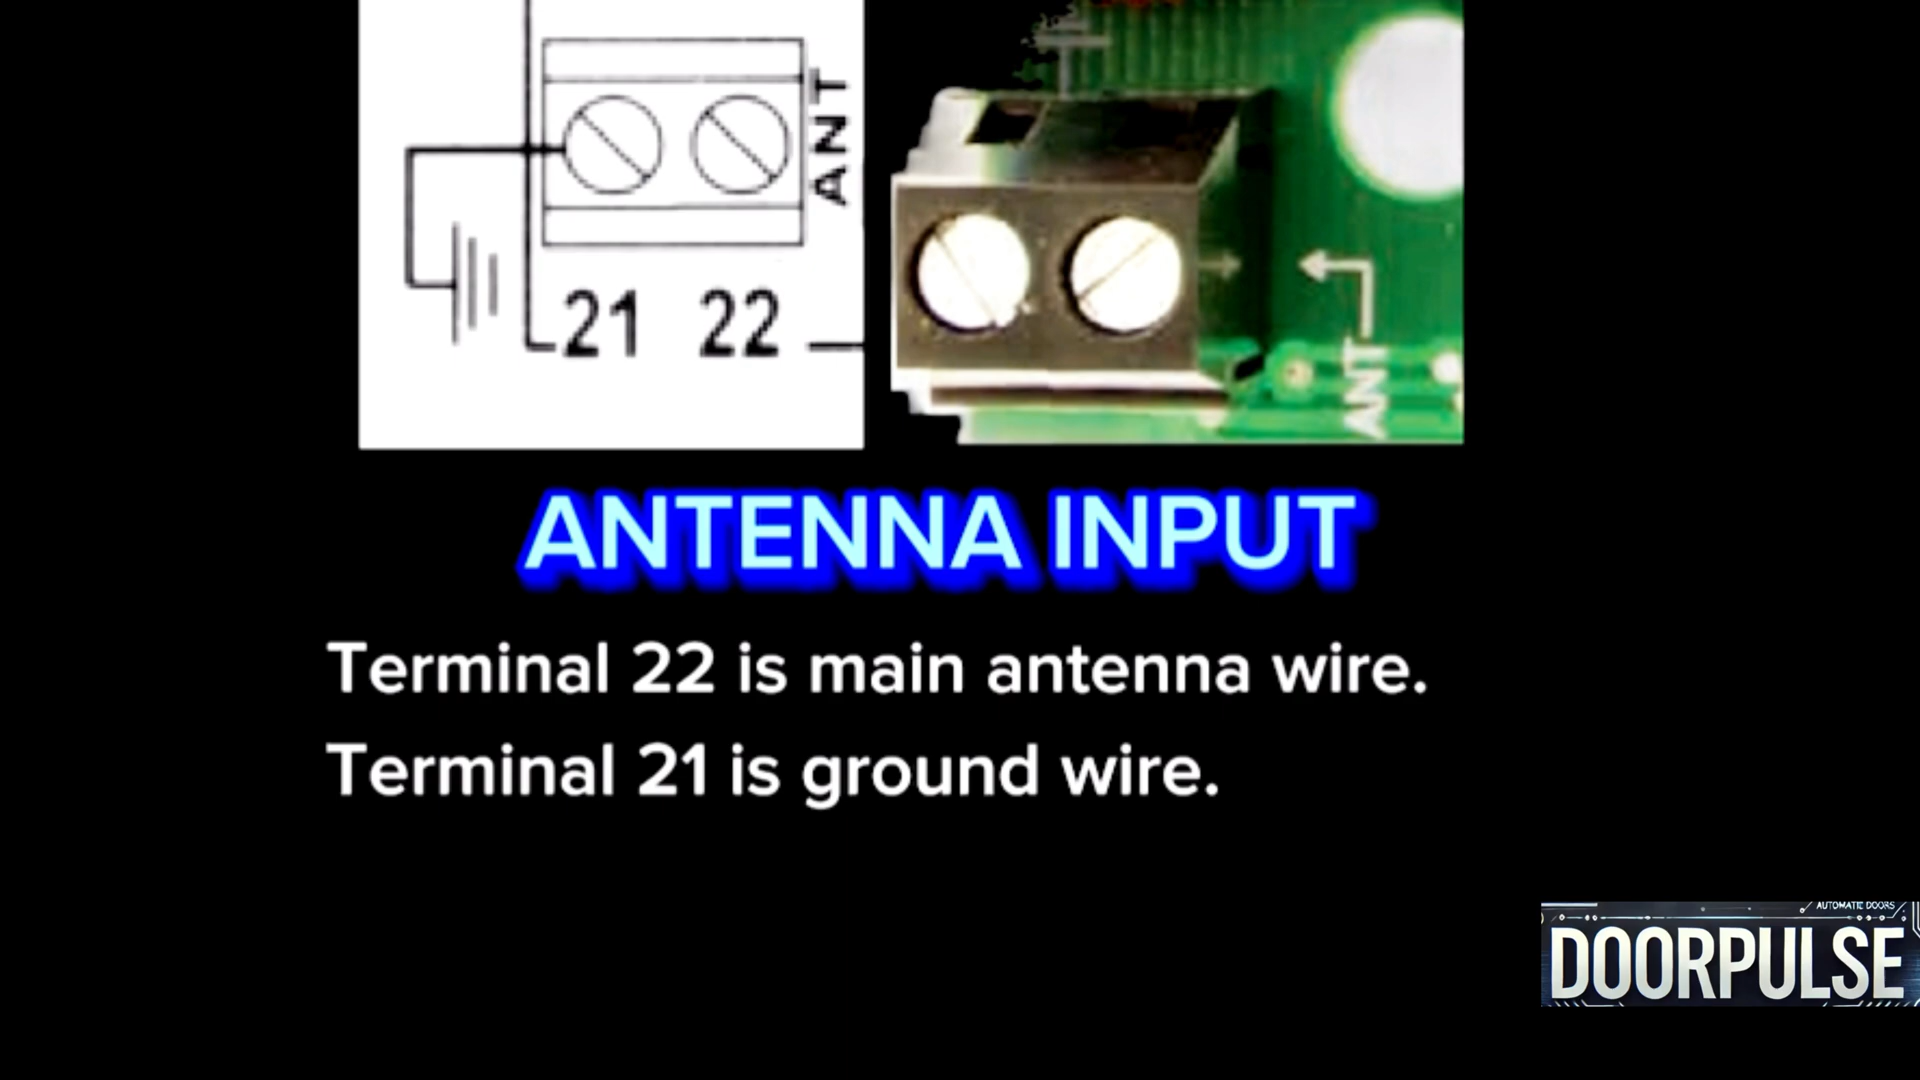 ANT
21 22
ANT
ANTENNA INPUT
Terminal 22 is main antenna wire.
Terminal 21 is ground wire.
AUTOMATIC DOORS
DOORPULSE